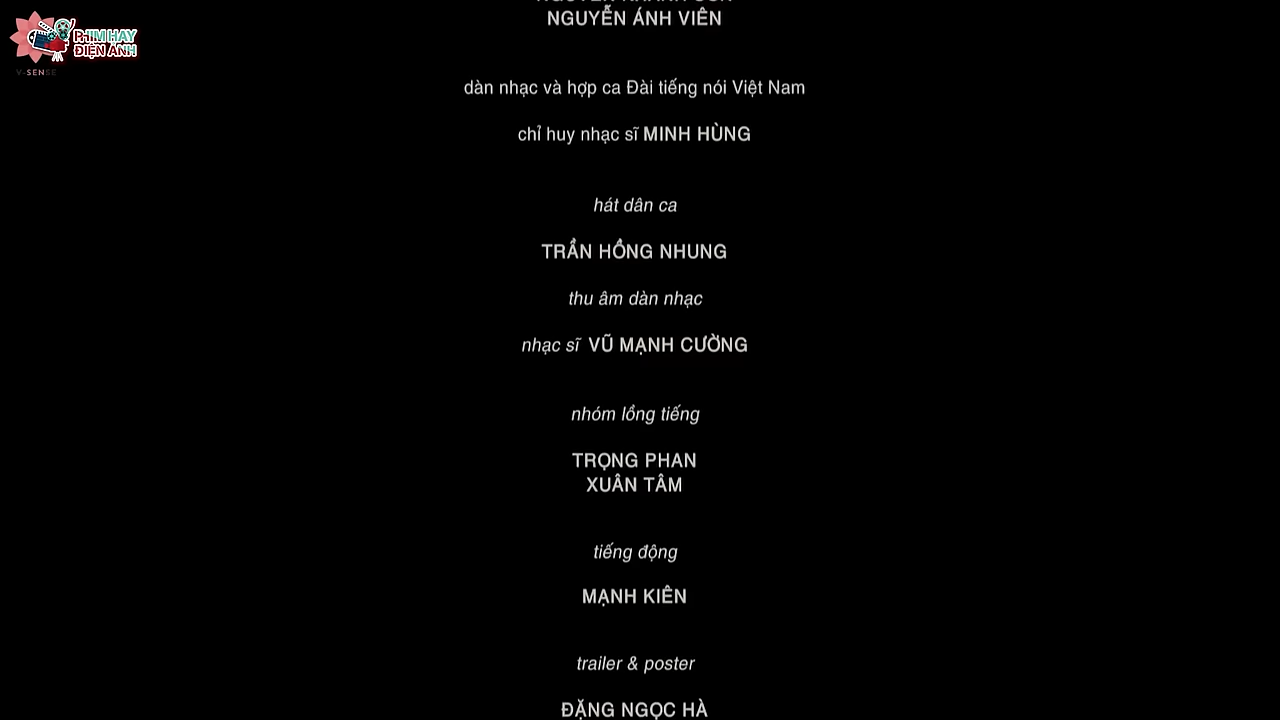 PHIM HAY
ĐIỆN ẢNH
V-SENSE
NGUYỄN ÁNH VIÊN
dàn nhạc và hợp ca Đài tiếng nói Việt Nam
chỉ huy nhạc sĩ MINH HÙNG
hát dân ca
TRẦN HỒNG NHUNG
thu âm dàn nhạc
nhạc sĩ VŨ MẠNH CƯỜNG
nhóm lồng tiếng
TRỌNG PHAN
XUÂN TÂM
tiếng động
MẠNH KIÊN
trailer & poster
ĐẶNG NGỌC HÀ